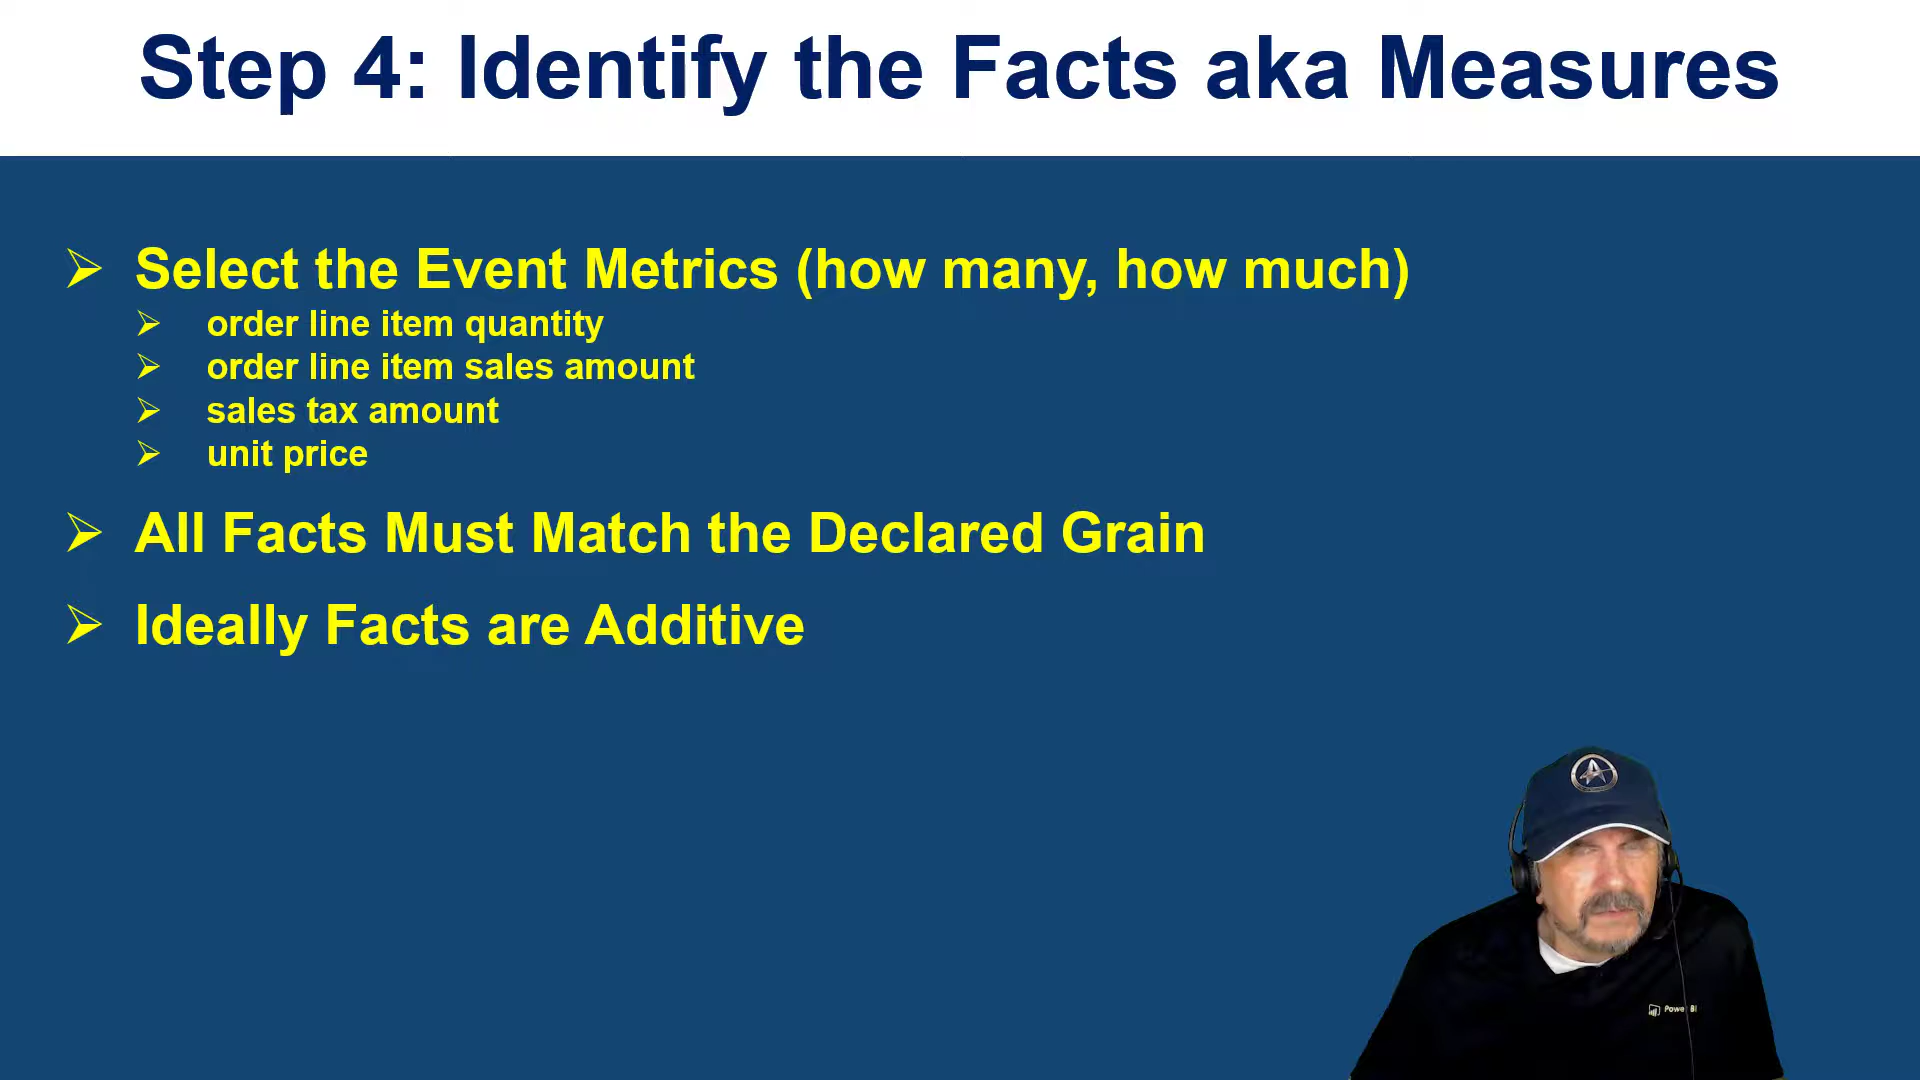 Step 4: Identify the Facts aka Measures
Select the Event Metrics (how many, how much)
order line item quantity
order line item sales amount
sales tax amount
unit price
All Facts Must Match the Declared Grain
Ideally Facts are Additive
Power BI